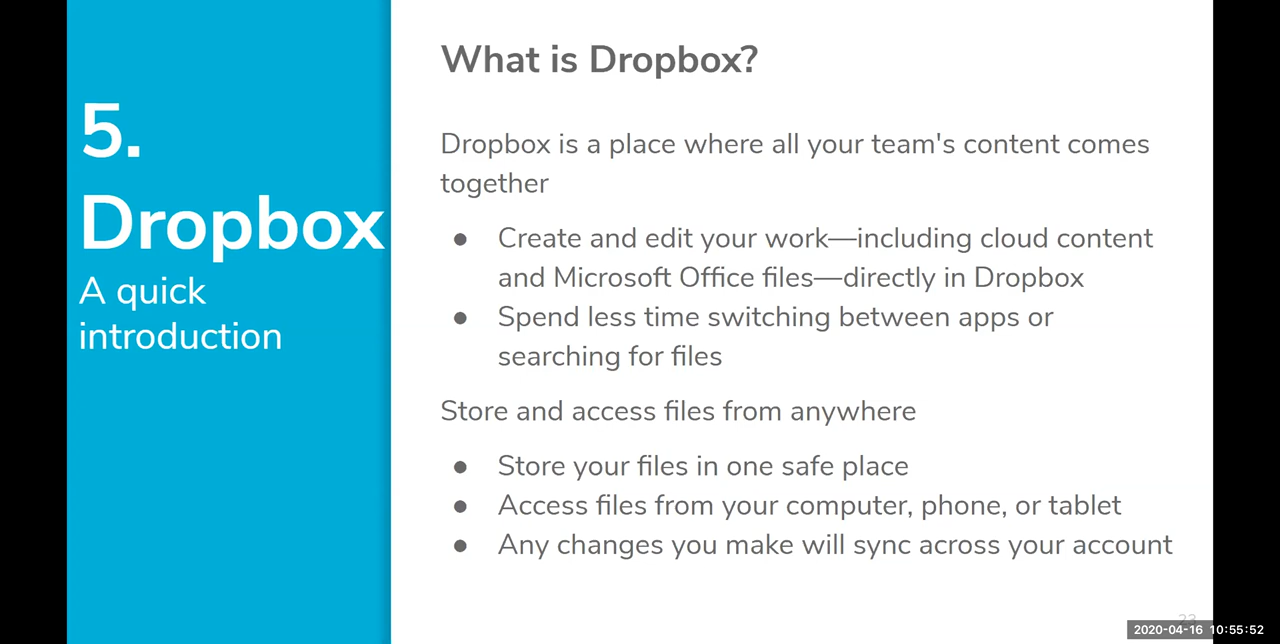 5.
Dropbox
A quick
introduction
What is Dropbox?
Dropbox is a place where all your team's content comes
together
● Create and edit your work—including cloud content
and Microsoft Office files—directly in Dropbox
● Spend less time switching between apps or
searching for files
Store and access files from anywhere
● Store your files in one safe place
● Access files from your computer, phone, or tablet
● Any changes you make will sync across your account
23
2020-04-16 10:55:52